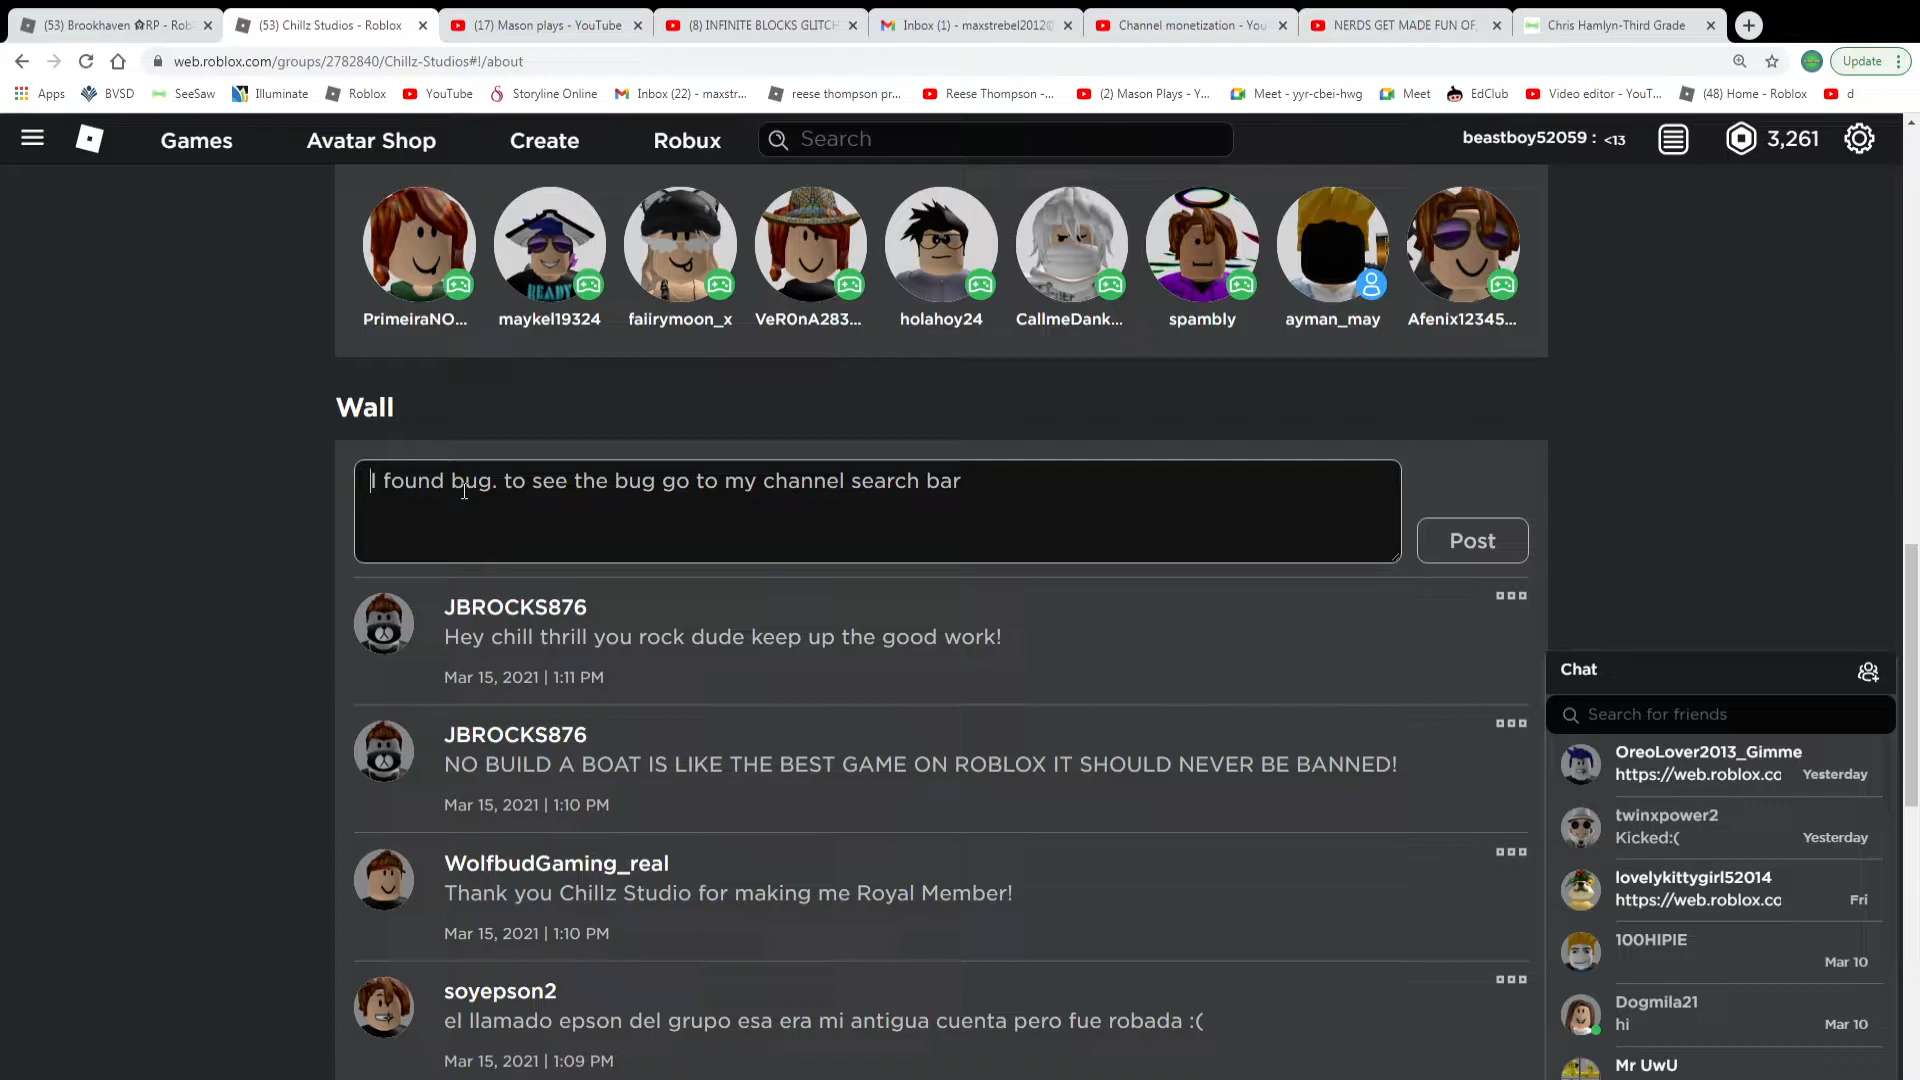 (53) Brookhaven RP - Rob
(53) Chillz Studios - Roblox
(17) Mason plays - YouTube
(8) INFINITE BLOCKS GLITCH
Inbox (1) - maxstrebel2012@
Channel monetization - You
NERDS GET MADE FUN OF,
Chris Hamlyn-Third Grade
web.roblox.com/groups/2782840/Chillz-Studios#!/about
Update
Apps
BVSD
SeeSaw
Illuminate
Roblox
YouTube
Storyline Online
Inbox (22) - maxstr...
reese thompson pr...
Reese Thompson -...
(2) Mason Plays - Y...
Meet - yyr-cbei-hwg
Meet
EdClub
Video editor - YouT...
(48) Home - Roblox
d
Games
Avatar Shop
Create
Robux
Search
beastboy52059 : <13
3,261
PrimeiraNO...
maykel19324
faiirymoon_x
VeR0nA283...
holahoy24
CallmeDank...
spambly
ayman_may
Afenix12345...
Wall
I found bug. to see the bug go to my channel search bar
Post
JBROCKS876
Hey chill thrill you rock dude keep up the good work!
Mar 15, 2021 | 1:11 PM
JBROCKS876
NO BUILD A BOAT IS LIKE THE BEST GAME ON ROBLOX IT SHOULD NEVER BE BANNED!
Mar 15, 2021 | 1:10 PM
WolfbudGaming_real
Thank you Chillz Studio for making me Royal Member!
Mar 15, 2021 | 1:10 PM
soyepson2
el llamado epson del grupo esa era mi antigua cuenta pero fue robada :(
Mar 15, 2021 | 1:09 PM
Chat
Search for friends
OreoLover2013_Gimme
https://web.roblox.co Yesterday
twinxpower2
Kicked:( Yesterday
lovelykittygirl52014
https://web.roblox.co Fri
100HIPIE
Mar 10
Dogmila21
hi Mar 10
Mr UwU